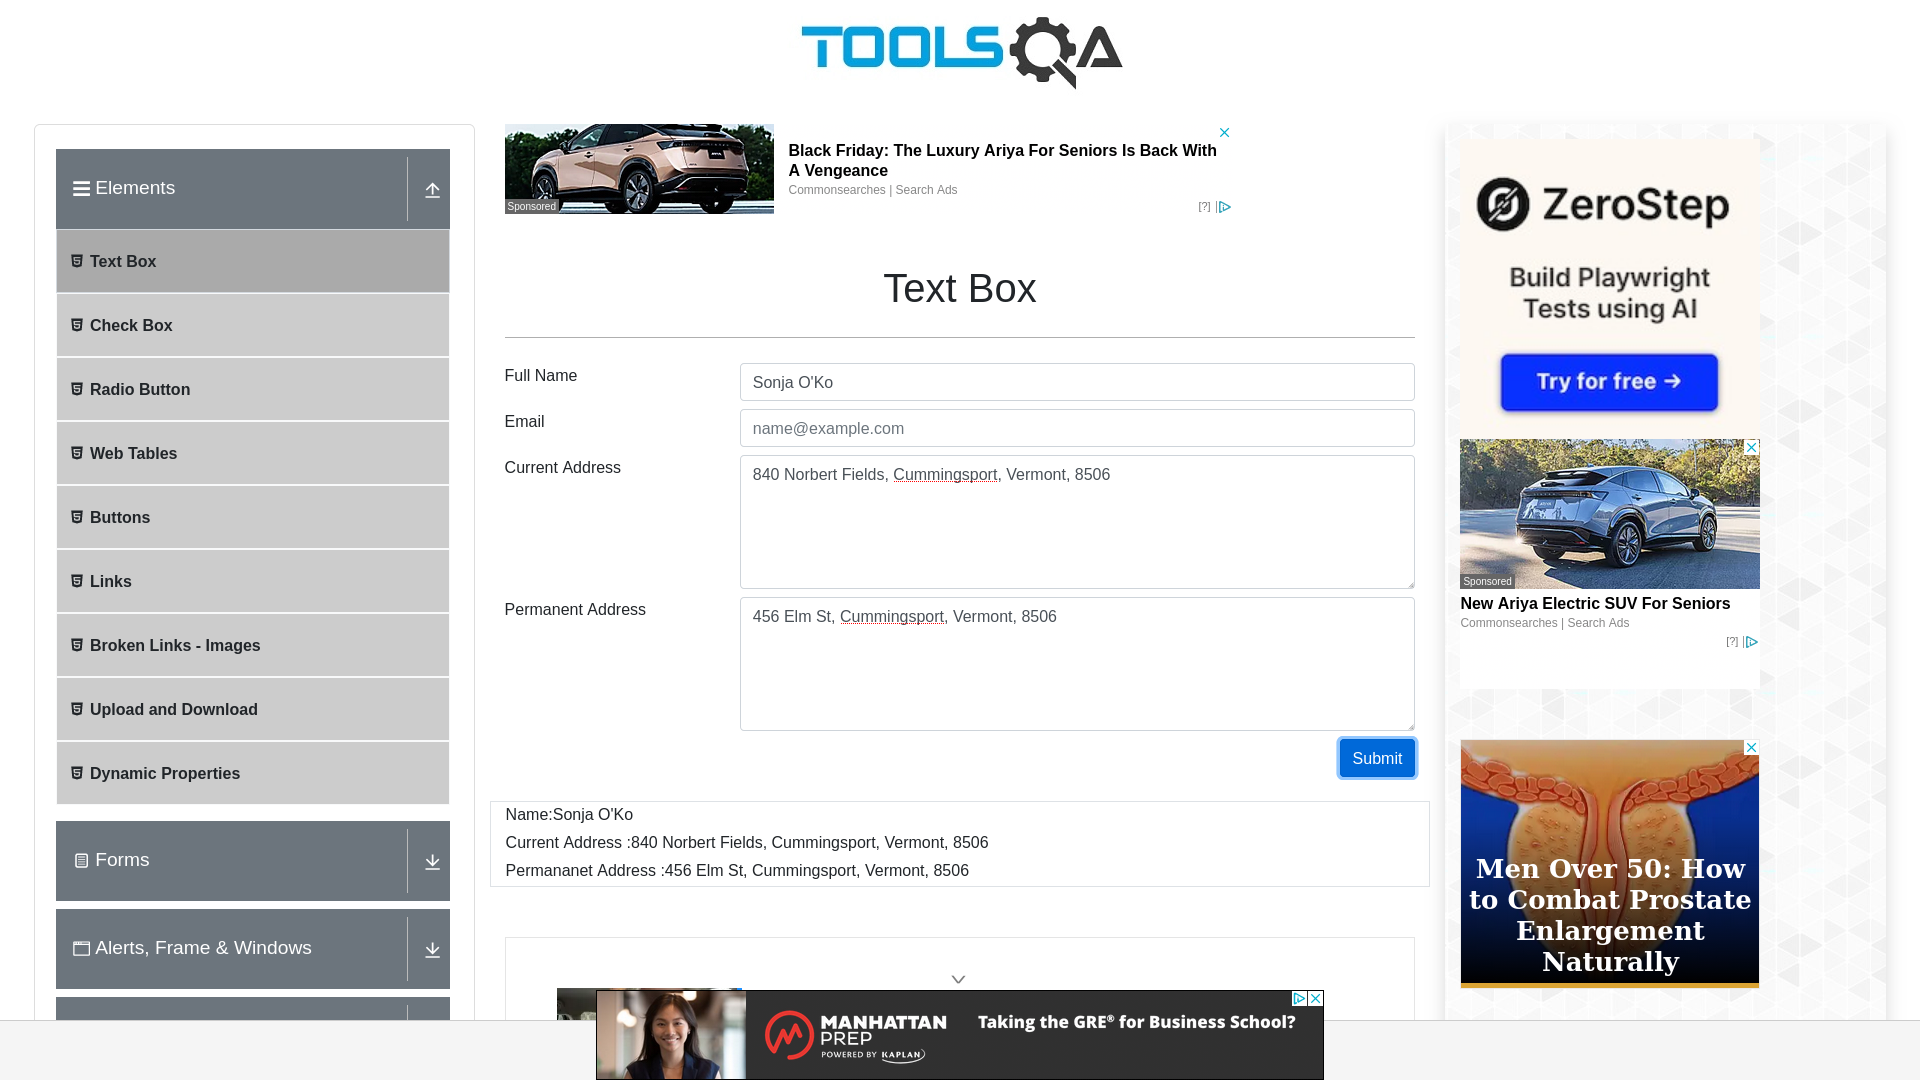 TOOLSQA
Elements
Text Box
Check Box
Radio Button
Web Tables
Buttons
Links
Broken Links - Images
Upload and Download
Dynamic Properties
Forms
Alerts, Frame & Windows
Sponsored
Black Friday: The Luxury Ariya For Seniors Is Back With
A Vengeance
Commonsearches | Search Ads
[?]
Text Box
Full Name
Sonja O'Ko
Email
name@example.com
Current Address
840 Norbert Fields, Cummingsport, Vermont, 8506
Permanent Address
456 Elm St, Cummingsport, Vermont, 8506
Submit
Name:Sonja O'Ko
Current Address :840 Norbert Fields, Cummingsport, Vermont, 8506
Permananet Address :456 Elm St, Cummingsport, Vermont, 8506
ZeroStep
Build Playwright
Tests using AI
Try for free →
Sponsored
New Ariya Electric SUV For Seniors
Commonsearches | Search Ads
[?]
Men Over 50: How
to Combat Prostate
Enlargement
Naturally
MANHATTAN
PREP
POWERED BY KAPLAN
Taking the GRE® for Business School?